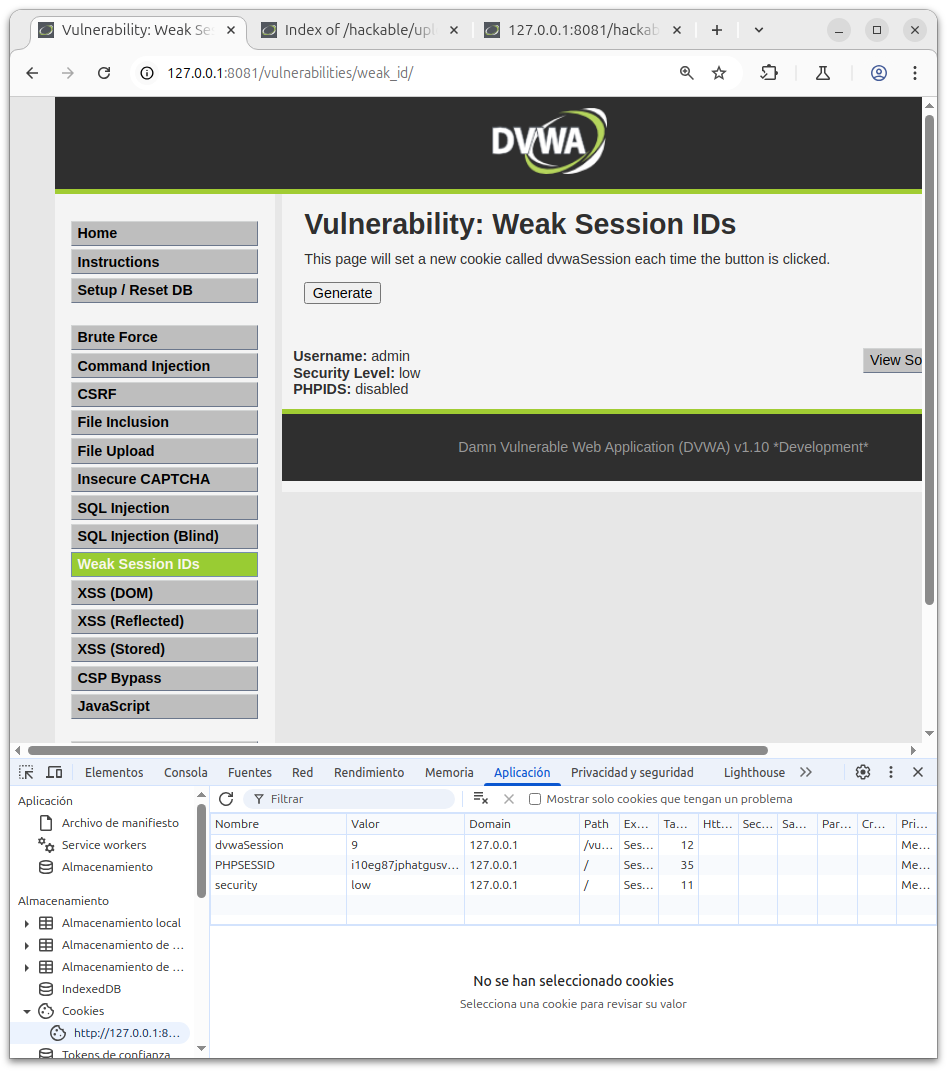 Vulnerability: Weak Se
Index of /hackable/upl
127.0.0.1:8081/hackab
127.0.0.1:8081/vulnerabilities/weak_id/
DVWA
Home
Instructions
Setup / Reset DB
Brute Force
Command Injection
CSRF
File Inclusion
File Upload
Insecure CAPTCHA
SQL Injection
SQL Injection (Blind)
Weak Session IDs
XSS (DOM)
XSS (Reflected)
XSS (Stored)
CSP Bypass
JavaScript
Vulnerability: Weak Session IDs
This page will set a new cookie called dvwaSession each time the button is clicked.
Generate
Username: admin
Security Level: low
PHPIDS: disabled
View So
Damn Vulnerable Web Application (DVWA) v1.10 *Development*
Elementos Consola Fuentes Red Rendimiento Memoria Aplicación Privacidad y seguridad Lighthouse
Aplicación
Archivo de manifiesto
Service workers
Almacenamiento
Almacenamiento
Almacenamiento local
Almacenamiento de ...
Almacenamiento de ...
IndexedDB
Cookies
http://127.0.0.1:8...
Tokens de confianza
Filtrar
Mostrar solo cookies que tengan un problema
Nombre Valor Domain Path Ex... Ta... Htt... Sec... Sa... Par... Cr... Pri...
dvwaSession 9 127.0.0.1 /vu... Ses... 12 Me...
PHPSESSID i10eg87jphatgusv... 127.0.0.1 / Ses... 35 Me...
security low 127.0.0.1 / Ses... 11 Me...
No se han seleccionado cookies
Selecciona una cookie para revisar su valor